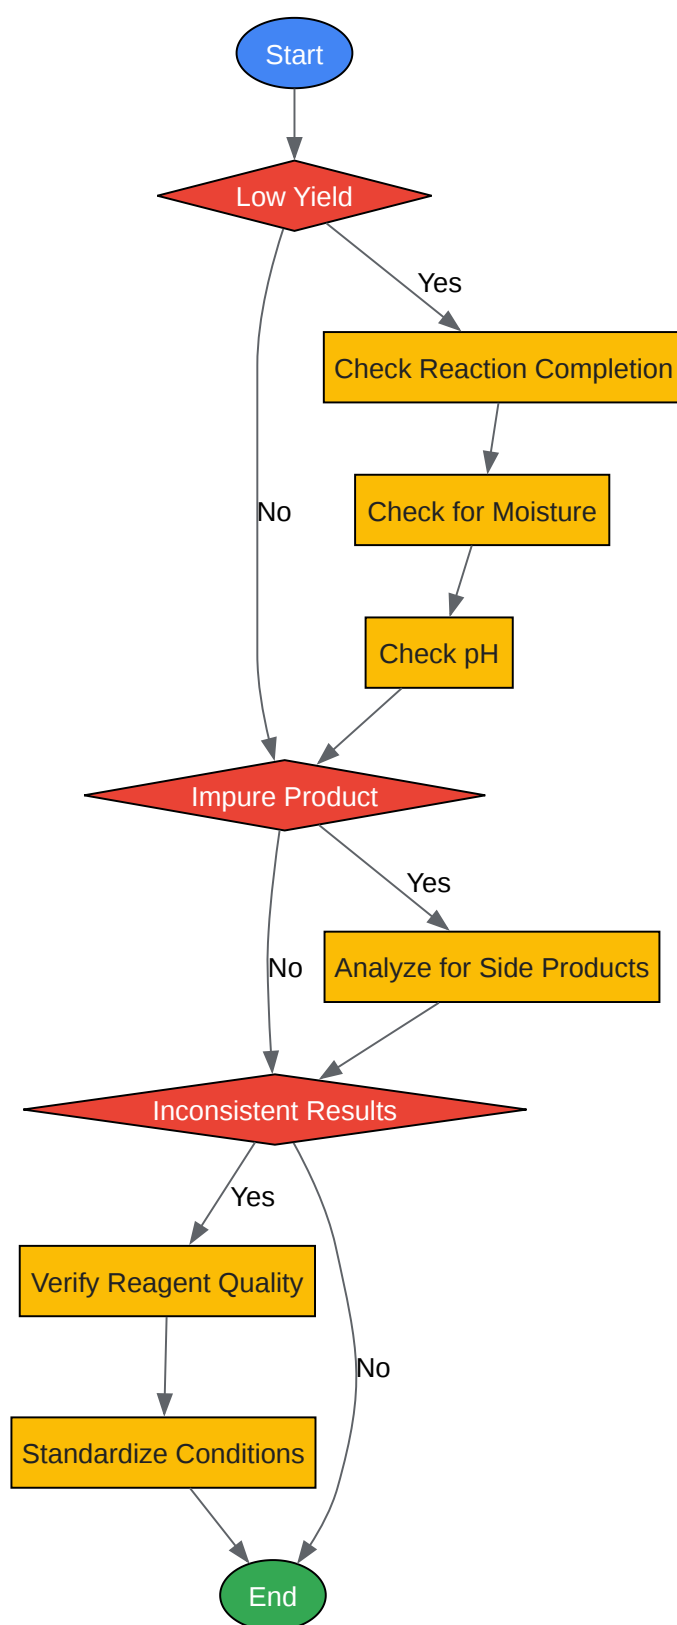 Start
Low Yield
Yes
Check Reaction Completion
No
Check for Moisture
Check pH
Impure Product
Yes
No
Analyze for Side Products
Inconsistent Results
Yes
Verify Reagent Quality
No
Standardize Conditions
End